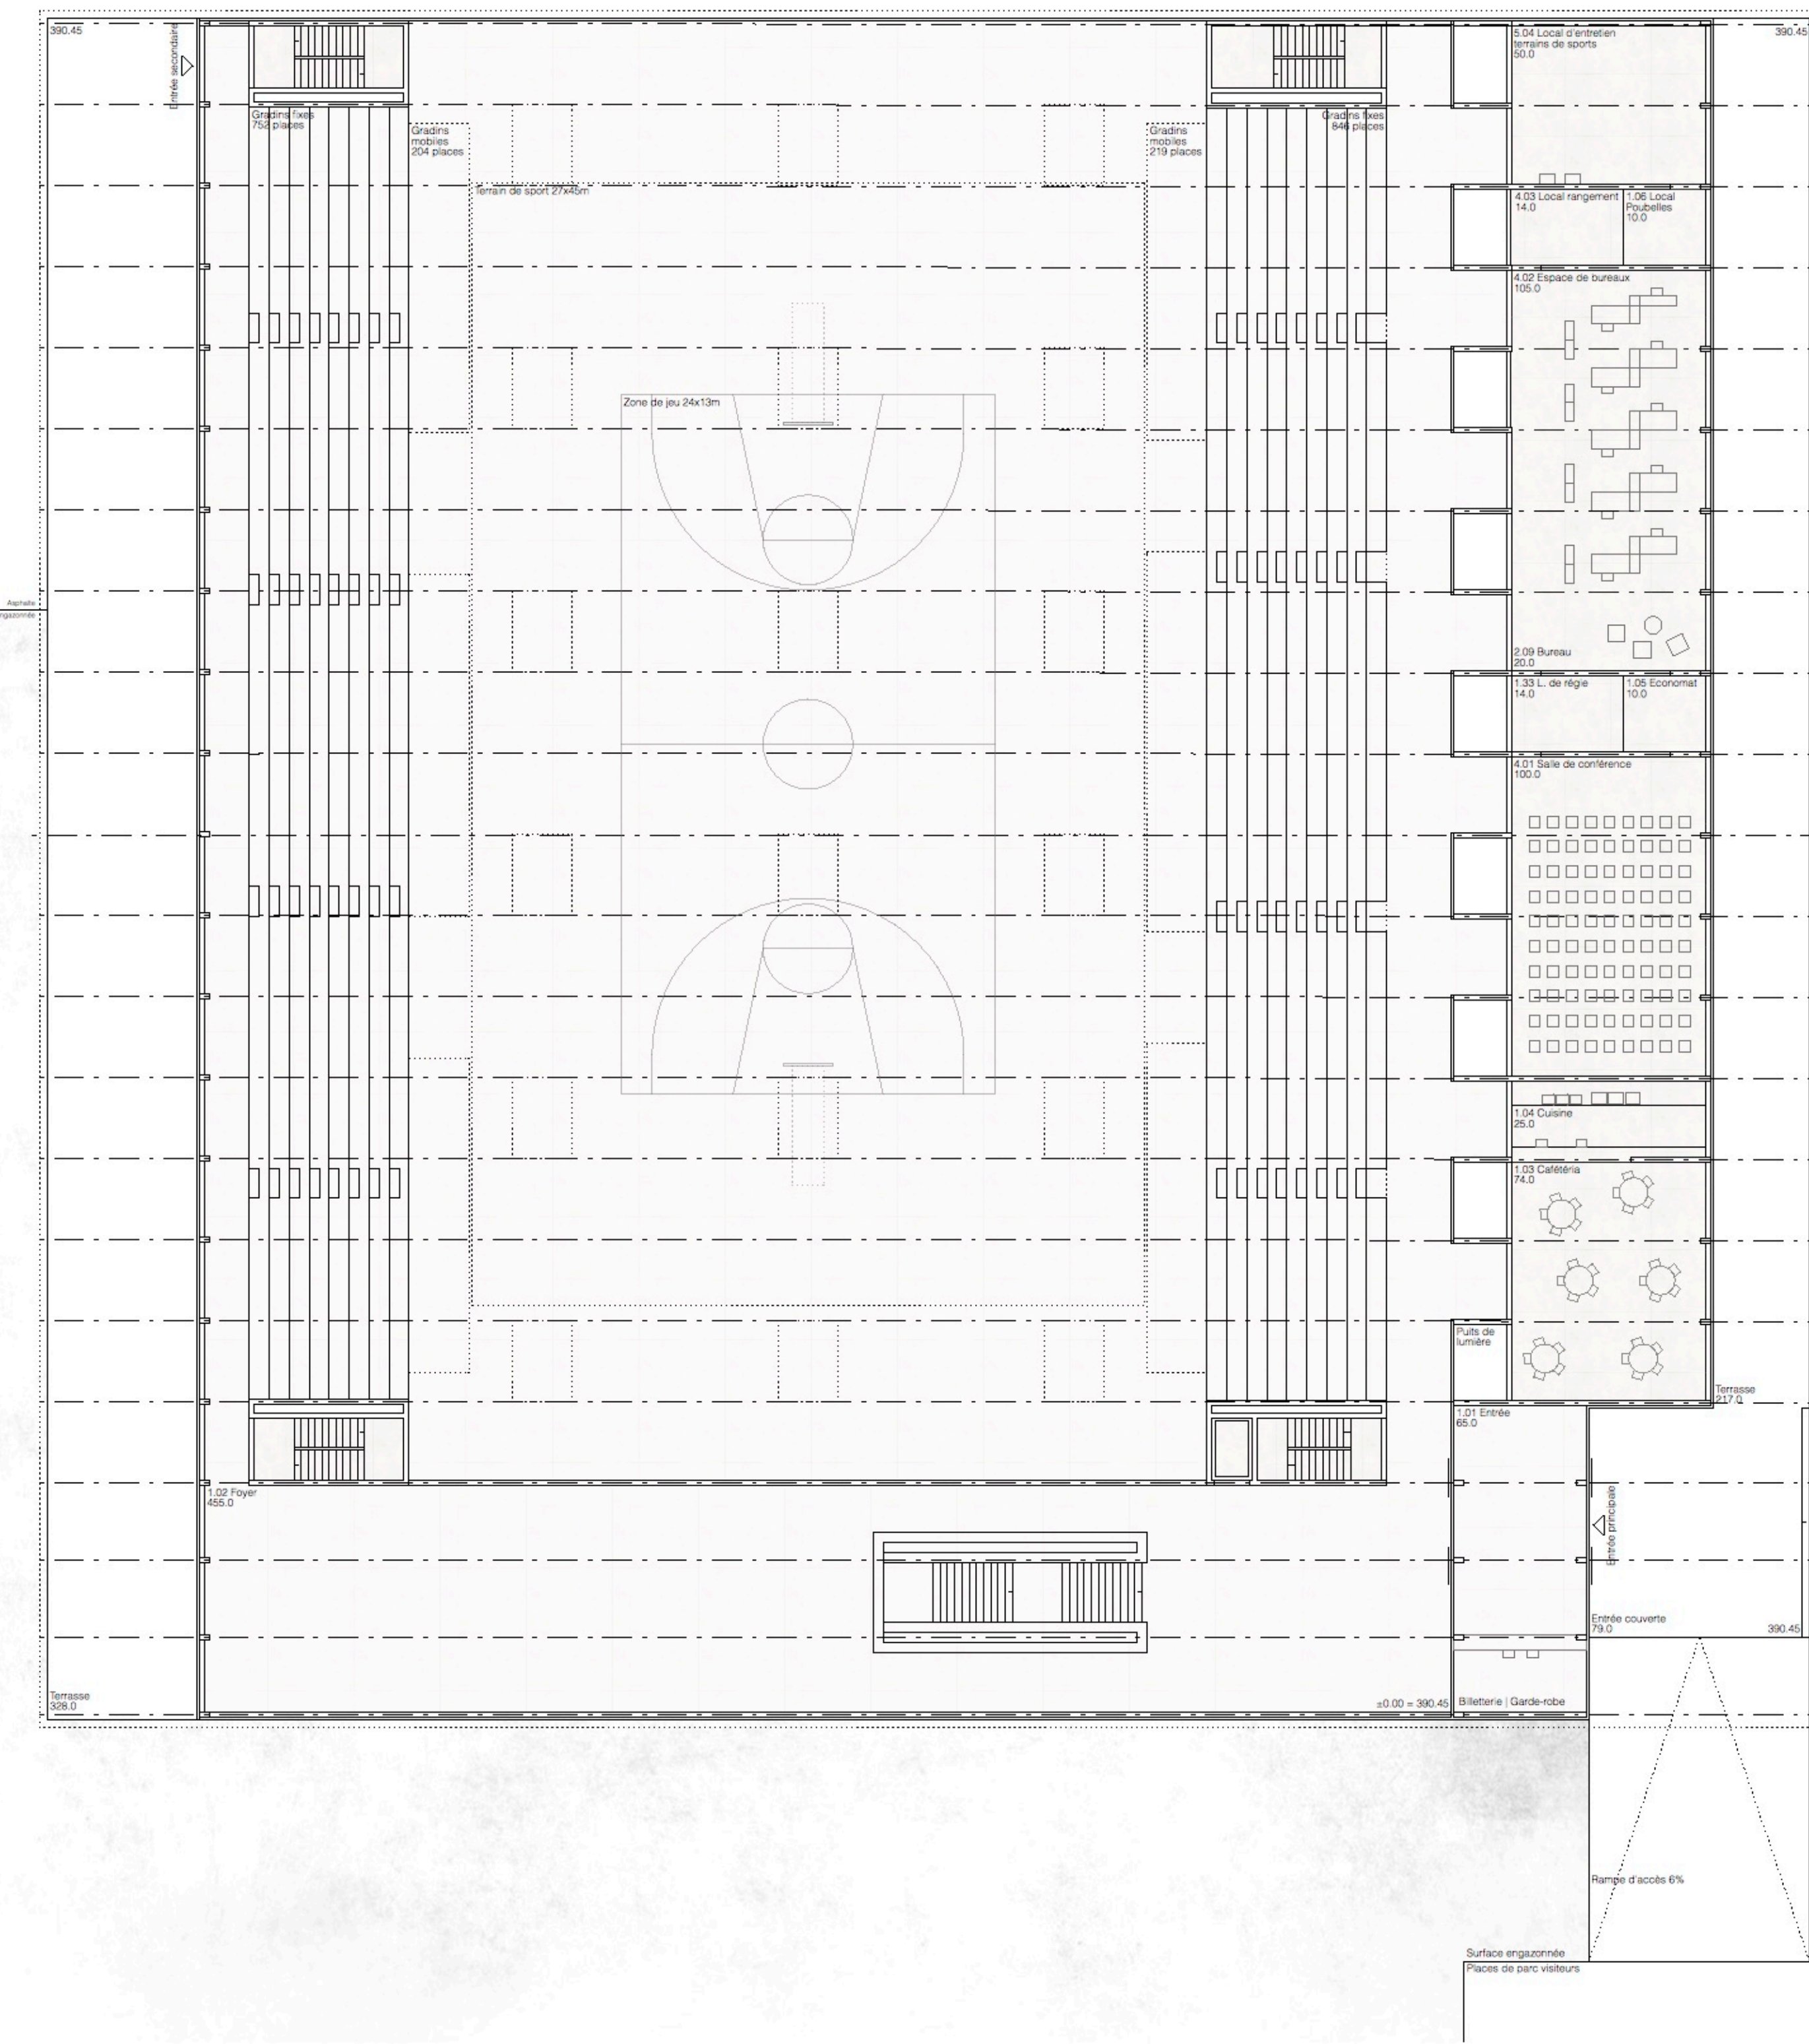 390.45
Entrée secondaire
Gradins fixes
752 places
Gradins
mobiles
204 places
Terrain de sport 27x45m
Gradins
mobiles
219 places
Gradins fixes
846 places
5.04 Local d'entretien
terrains de sports
50.0
390.45
4.03 Local rangement
14.0
1.06 Local
Poubelles
10.0
4.02 Espace de bureaux
105.0
Zone de jeu 24x13m
Asphalte
2.09 Bureau
20.0
1.33 L. de régie
14.0
1.05 Economat
10.0
4.01 Salle de conférence
100.0
1.04 Cuisine
25.0
1.03 Cafétéria
74.0
Puits de
lumière
Terrasse
217.0
1.01 Entrée
65.0
1.02 Foyer
455.0
Entrée principale
Entrée couverte
79.0
390.45
Terrasse
328.0
±0.00 = 390.45
Billetterie | Garde-robe
Rampe d'accès 6%
Surface engazonnée
Places de parc visiteurs